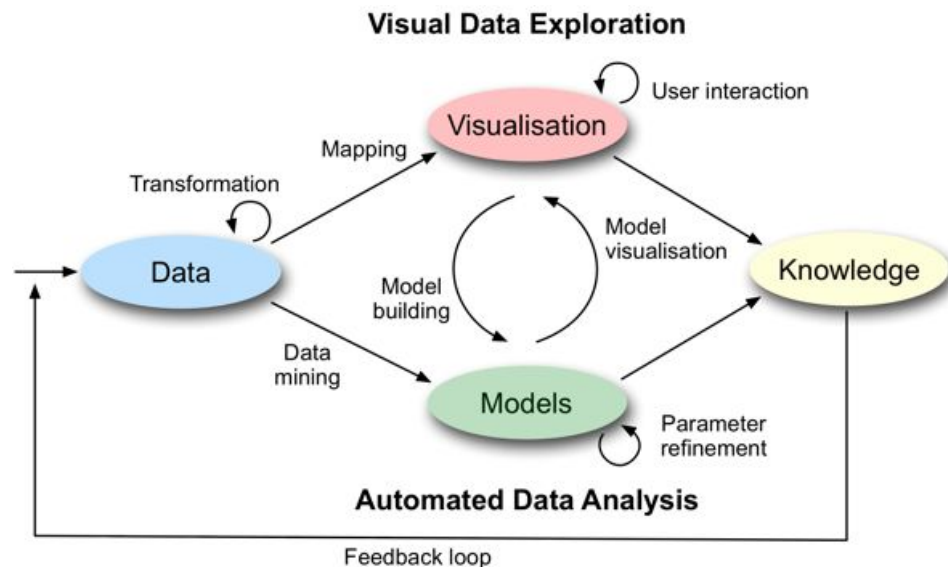 Visual Data Exploration
User interaction
Visualisation
Mapping
Transformation
Model
visualisation
Data
Knowledge
Model
building
Data
mining
Models
Parameter
refinement
Automated Data Analysis
Feedback loop